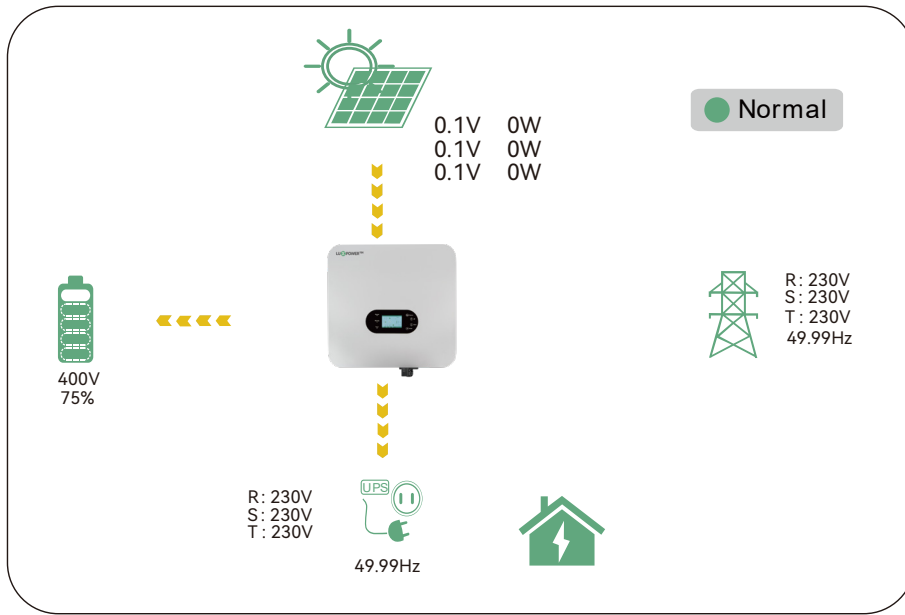 0.1V 0W
0.1V 0W
0.1V 0W
Normal
LUXPOWERTEK
R: 230V
S: 230V
T: 230V
49.99Hz
400V
75%
R: 230V
S: 230V
T: 230V
UPS
49.99Hz